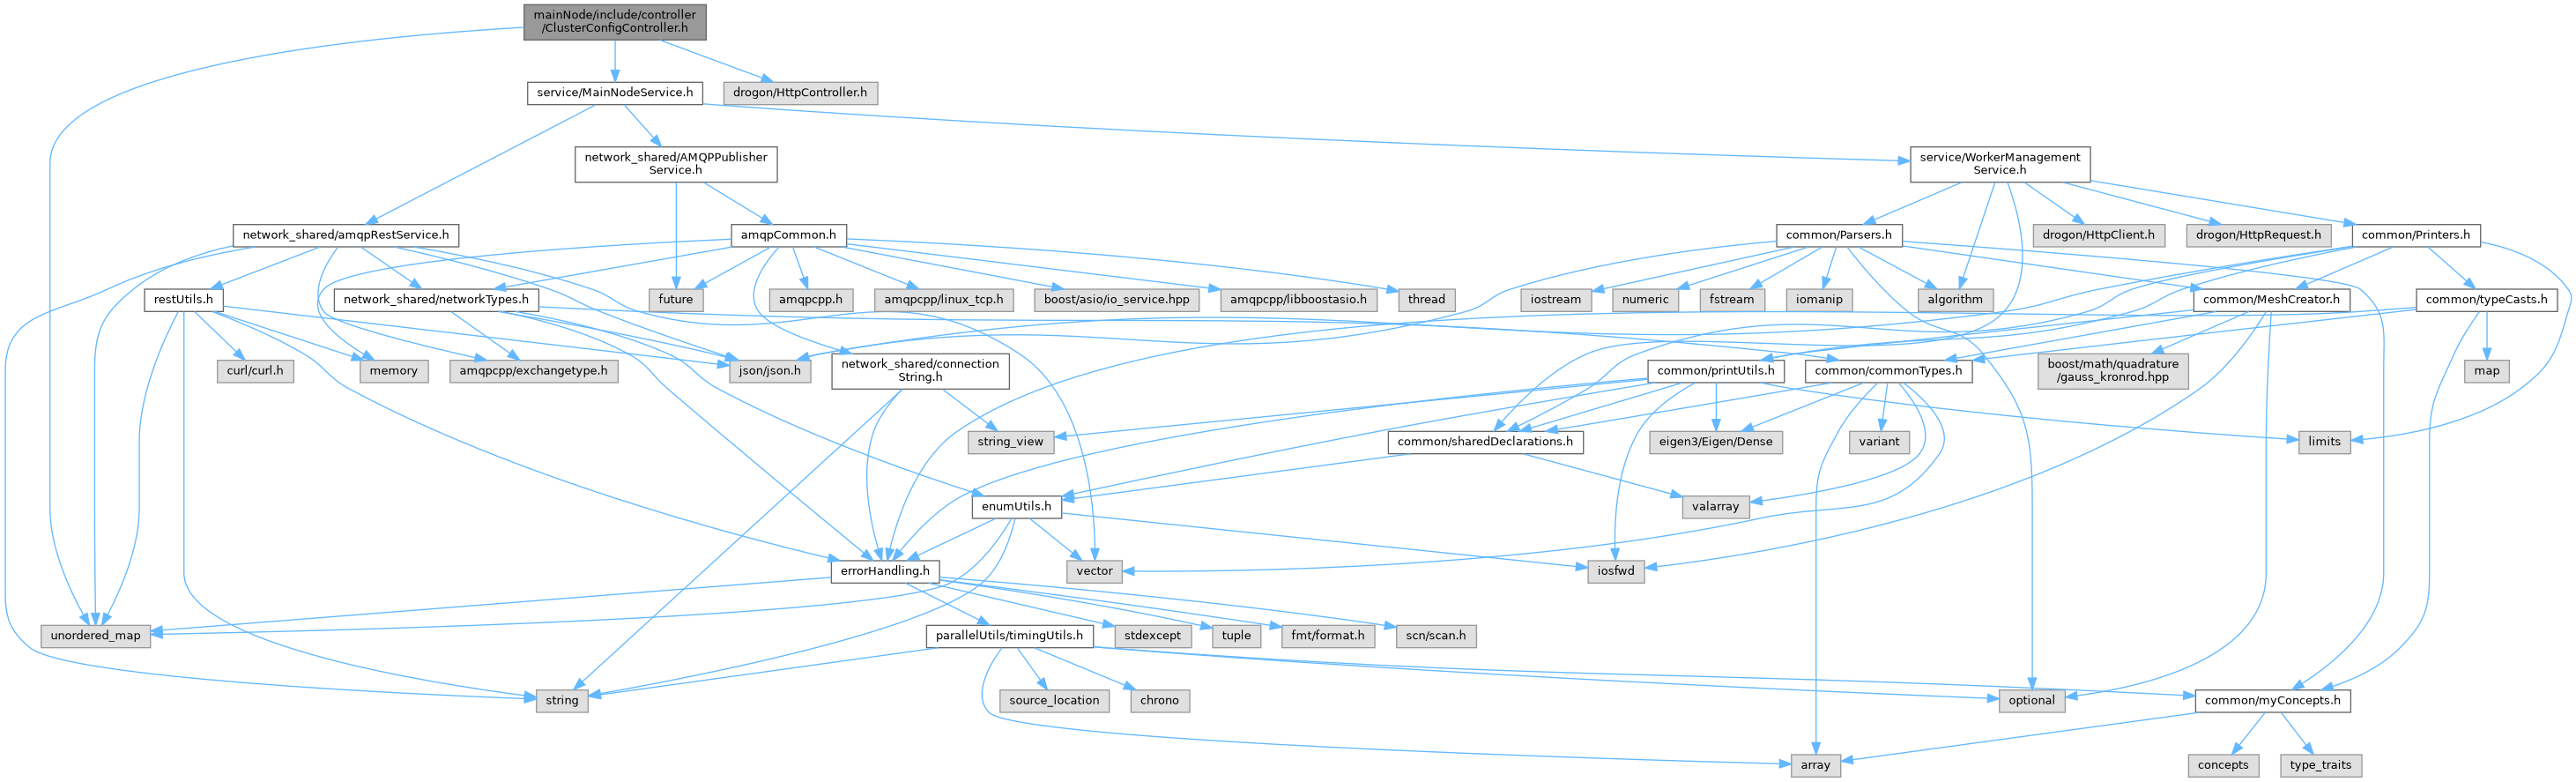 mainNode/include/controller
/ClusterConfigController.h
service/MainNodeService.h
drogon/HttpController.h
network_shared/AMQPPublisher
Service.h
service/WorkerManagement
Service.h
network_shared/amqpRestService.h
amqpCommon.h
common/Parsers.h
drogon/HttpClient.h
drogon/HttpRequest.h
common/Printers.h
restUtils.h
network_shared/networkTypes.h
future
amqpcpp.h
amqpcpp/linux_tcp.h
boost/asio/io_service.hpp
amqpcpp/libboostasio.h
thread
iostream
numeric
fstream
iomanip
algorithm
common/MeshCreator.h
common/typeCasts.h
curl/curl.h
memory
amqpcpp/exchangetype.h
json/json.h
network_shared/connection
String.h
common/printUtils.h
common/commonTypes.h
boost/math/quadrature
/gauss_kronrod.hpp
map
string_view
common/sharedDeclarations.h
eigen3/Eigen/Dense
variant
limits
enumUtils.h
valarray
errorHandling.h
vector
iosfwd
unordered_map
parallelUtils/timingUtils.h
stdexcept
tuple
fmt/format.h
scn/scan.h
string
source_location
chrono
optional
common/myConcepts.h
array
concepts
type_traits